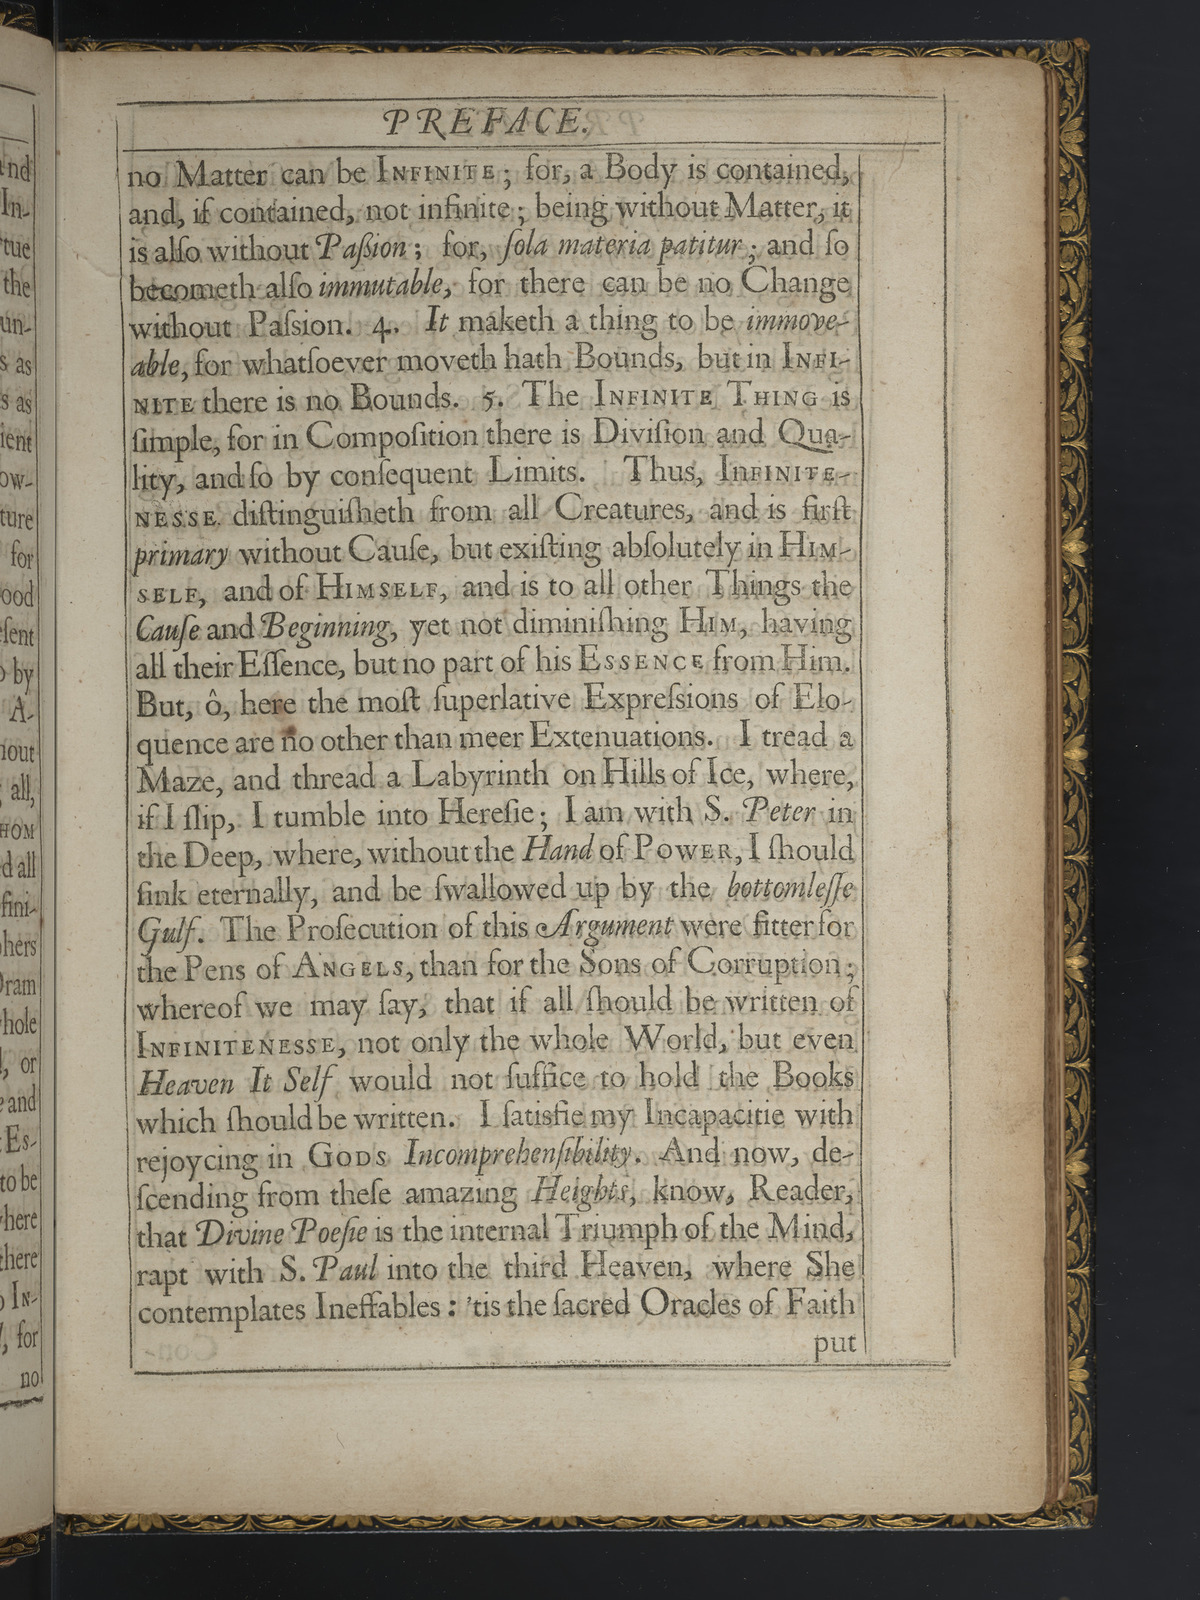 PREFACE.
no Matter can be INFINITE; for, a Body is contained,
and, if contained, not infinite; being without Matter, it
is alſo without Paſsion; for, ſola materia patitur; and ſo
becometh alſo immutable, for there can be no Change
without Paſsion. 4. It maketh a thing to be immove-
able, for whatſoever moveth hath Bounds, but in INFI-
NITE there is no Bounds. 5. The INFINITE THING is
ſimple, for in Compoſition there is Diviſion and Qua-
lity, and ſo by conſequent Limits. Thus, INFINITE-
NESSE diſtinguiſheth from all Creatures, and is firſt
primary without Cauſe, but exiſting abſolutely in HIM-
SELF, and of HIMSELF, and is to all other Things the
Cauſe and Beginning, yet not diminiſhing HIM, having
all their Eſſence, but no part of his ESSENCE from Him.
But, ô, here the moſt ſuperlative Expreſsions of Elo-
quence are no other than meer Extenuations. I tread a
Maze, and thread a Labyrinth on Hills of Ice, where,
if I ſlip, I tumble into Hereſie; I am with S. Peter in
the Deep, where, without the Hand of POWER, I ſhould
ſink eternally, and be ſwallowed up by the bottomleſſe
Gulf. The Proſecution of this Argument were fitter for
the Pens of ANGELS, than for the Sons of Corruption;
whereof we may ſay, that if all ſhould be written of
INFINITENESSE, not only the whole World, but even
Heaven It Self would not ſuffice to hold the Books
which ſhould be written. I ſatisfie my Incapacitie with
rejoycing in GODS Incomprehenſibility. And now, de-
ſcending from theſe amazing Heights, know, Reader,
that Divine Poeſie is the internal Triumph of the Mind,
rapt with S. Paul into the third Heaven, where She
contemplates Ineffables: 'tis the ſacred Oracles of Faith
put